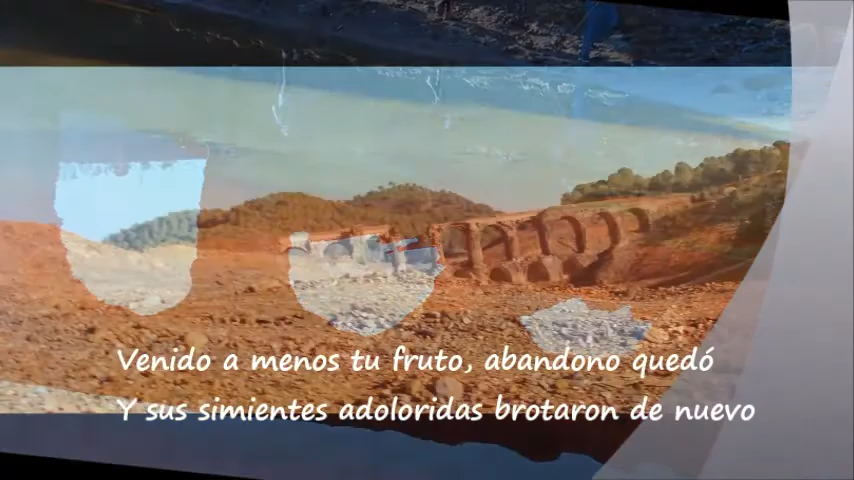 Venido a menos tu fruto, abandono quedó
Y sus simientes adoloridas brotaron de nuevo